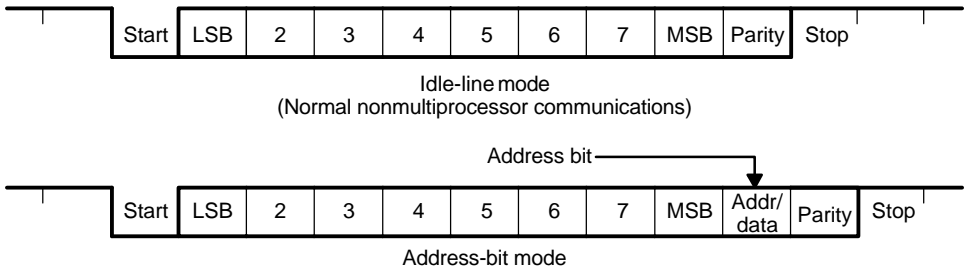 Start LSB 2 3 4 5 6 7 MSB Parity Stop
Idle-line mode
(Normal nonmultiprocessor communications)
Address bit
Start LSB 2 3 4 5 6 7 MSB Addr/
data Parity Stop
Address-bit mode